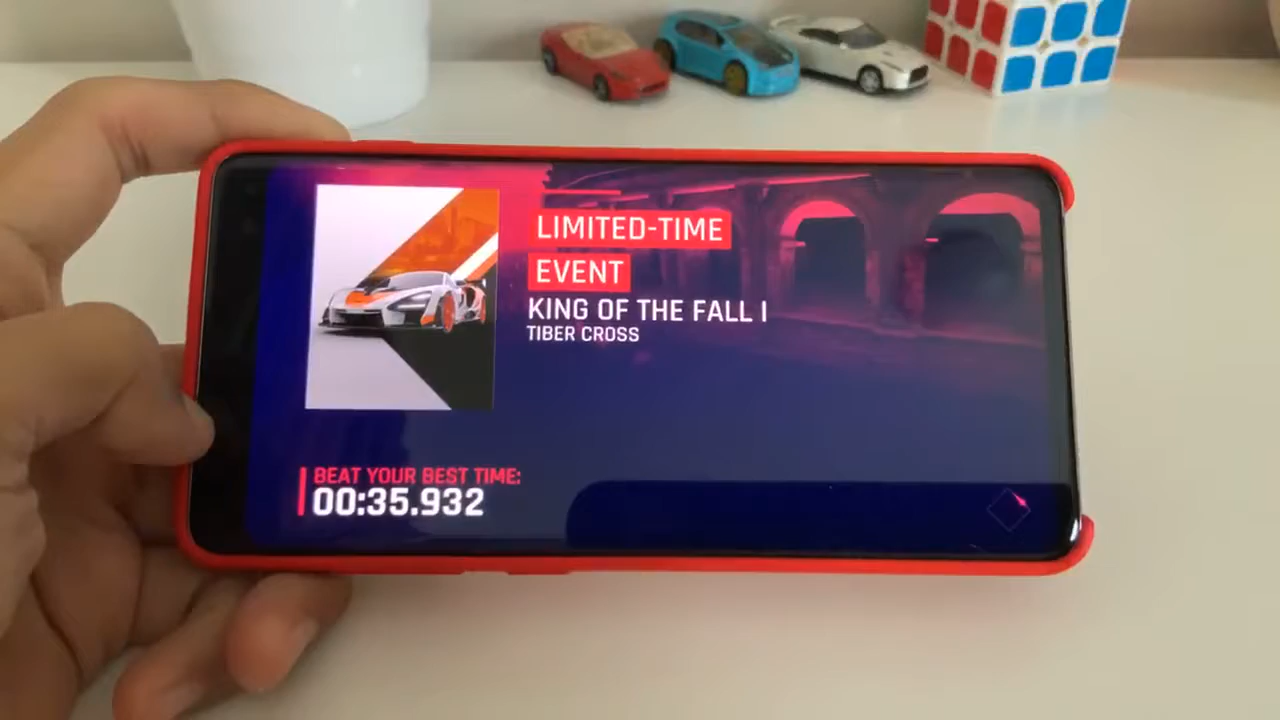 LIMITED-TIME
EVENT
KING OF THE FALL I
TIBER CROSS
BEAT YOUR BEST TIME:
00:35.932